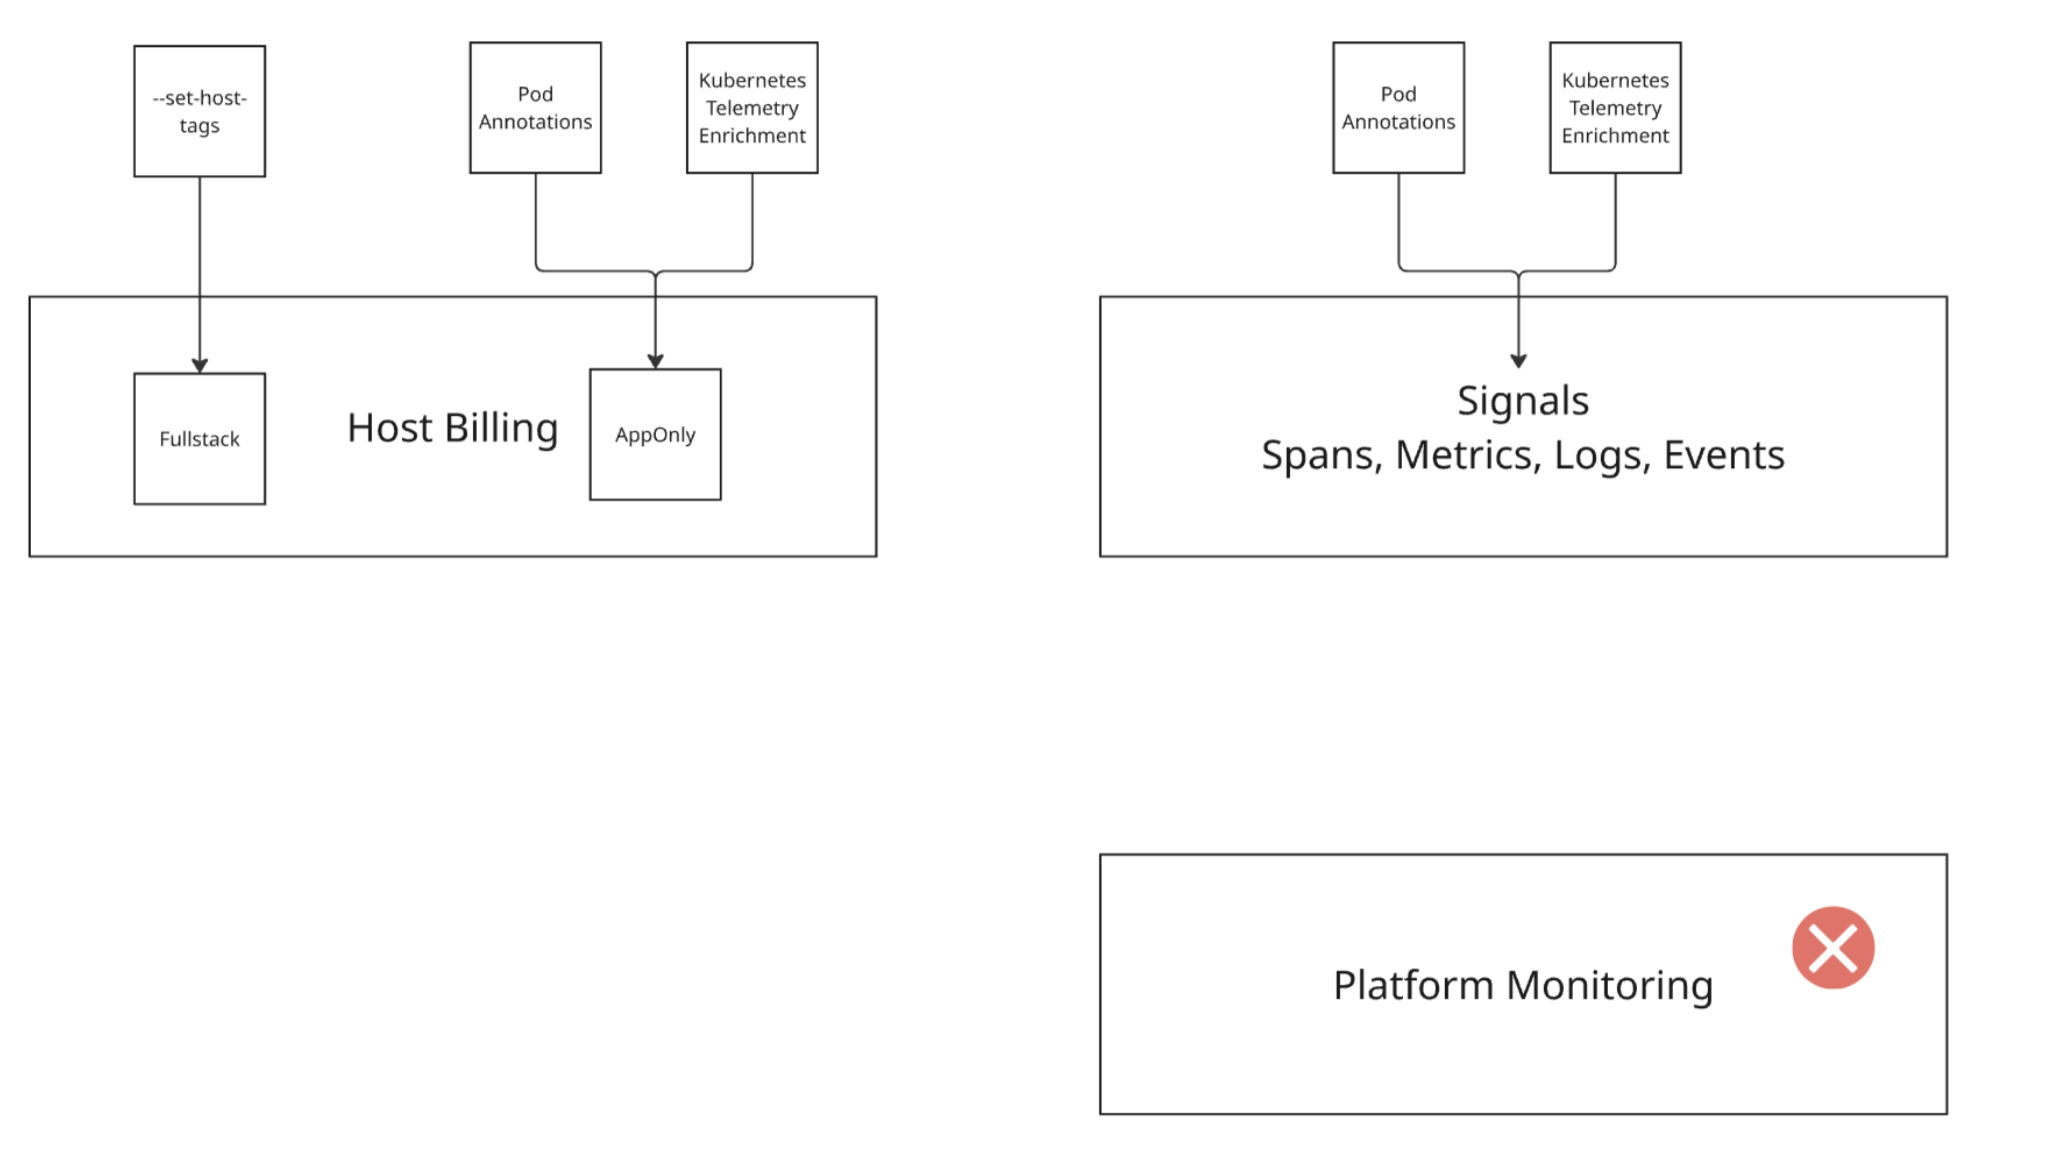 --set-host-
tags
Pod
Annotations
Kubernetes
Telemetry
Enrichment
Fullstack
Host Billing
AppOnly
Pod
Annotations
Kubernetes
Telemetry
Enrichment
Signals
Spans, Metrics, Logs, Events
Platform Monitoring